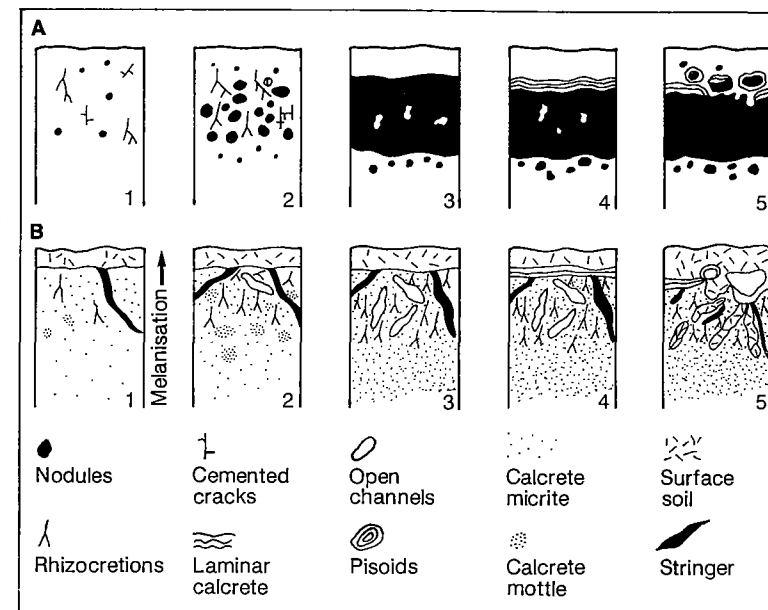 A
1
2
3
4
5
B
Melanisation
1
2
3
4
5
Nodules
Cemented
cracks
Open
channels
Calcrete
micrite
Surface
soil
Rhizocretions
Laminar
calcrete
Pisoids
Calcrete
mottle
Stringer